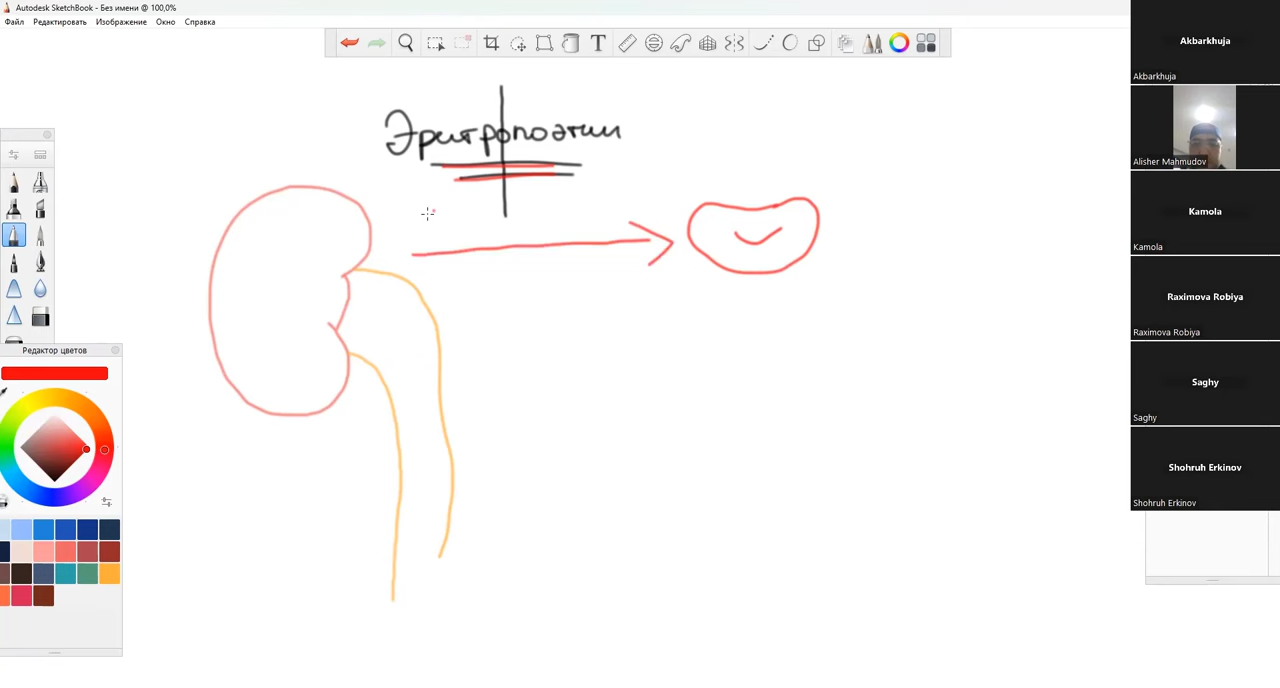 Autodesk SketchBook - Без имени @ 100,0%
Файл Редактировать Изображение Окно Справка
Эритропоэтин
Редактор цветов
Akbarkhuja
Akbarkhuja
Alisher Mahmudov
Kamola
Kamola
Raximova Robiya
Raximova Robiya
Saghy
Saghy
Shohruh Erkinov
Shohruh Erkinov